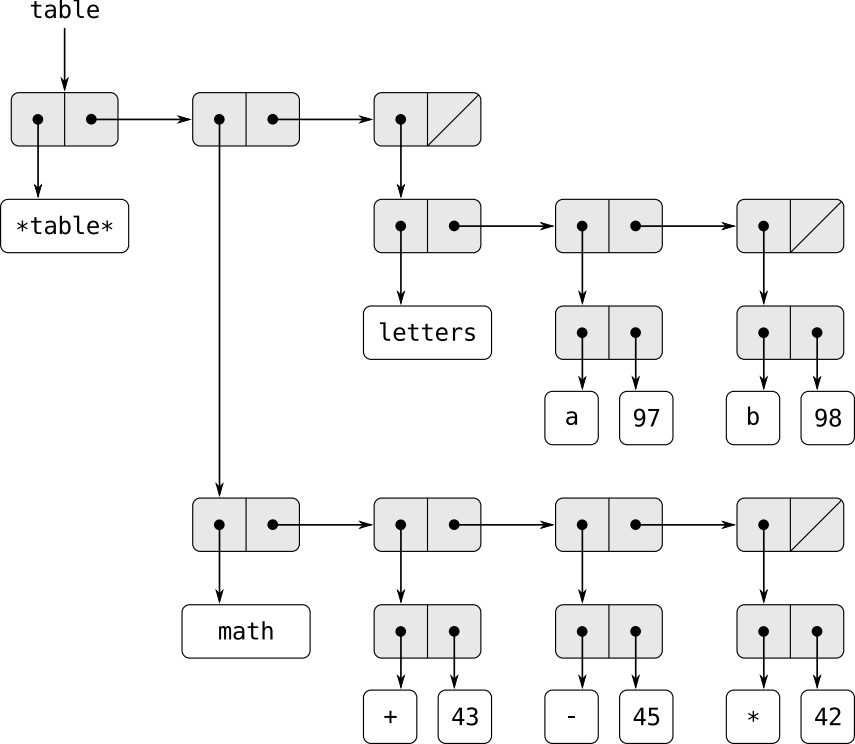 table
*table*
letters
a 97 b 98
math
+ 43 - 45 * 42